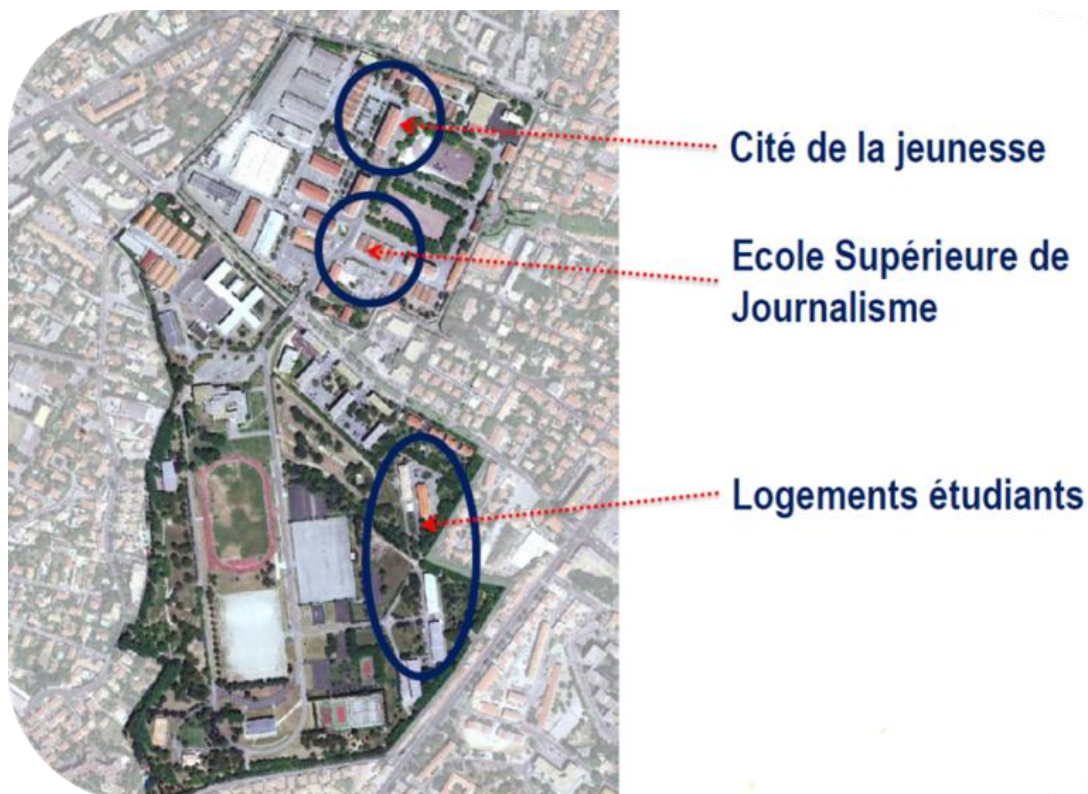 Cité de la jeunesse
Ecole Supérieure de
Journalisme
Logements étudiants